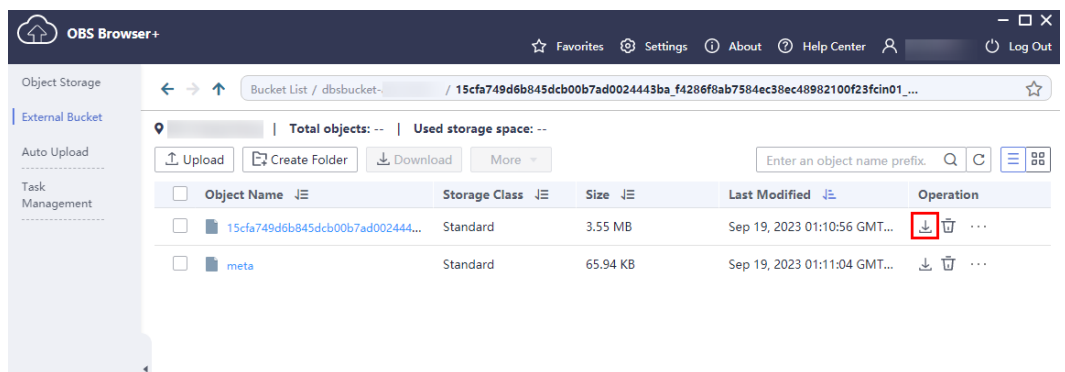 OBS Browser+
Favorites Settings About Help Center Log Out
Object Storage
External Bucket
Auto Upload
Task
Management
Bucket List / dbsbucket- / 15cfa749d6b845dcb00b7ad0024443ba_f4286f8ab7584ec38ec48982100f23fcin01_...
| Total objects: -- | Used storage space: --
Upload Create Folder Download More Enter an object name prefix.
Object Name Storage Class Size Last Modified Operation
15cfa749d6b845dcb00b7ad002444... Standard 3.55 MB Sep 19, 2023 01:10:56 GMT... ...
meta Standard 65.94 KB Sep 19, 2023 01:11:04 GMT... ...